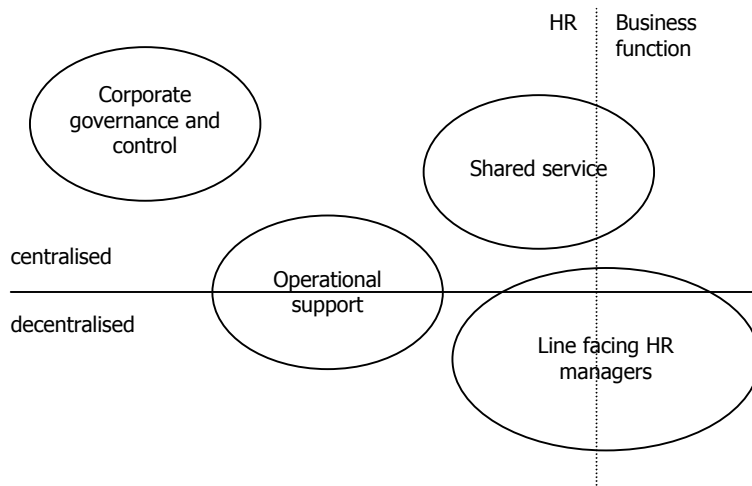 HR
Business
function
Corporate
governance and
control
Shared service
centralised
Operational
support
decentralised
Line facing HR
managers